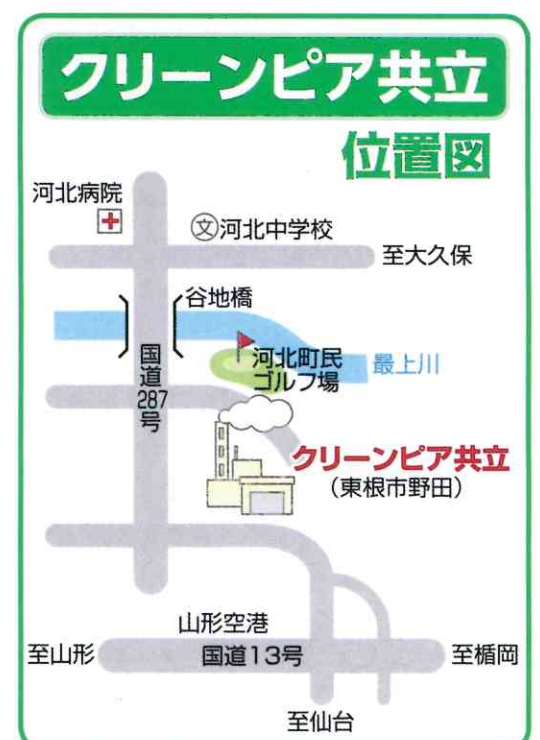 クリーンピア共立
位置図
河北病院
文河北中学校
至大久保
谷地橋
国道287号
河北町民
ゴルフ場
最上川
クリーンピア共立
（東根市野田）
山形空港
至山形
国道13号
至楯岡
至仙台